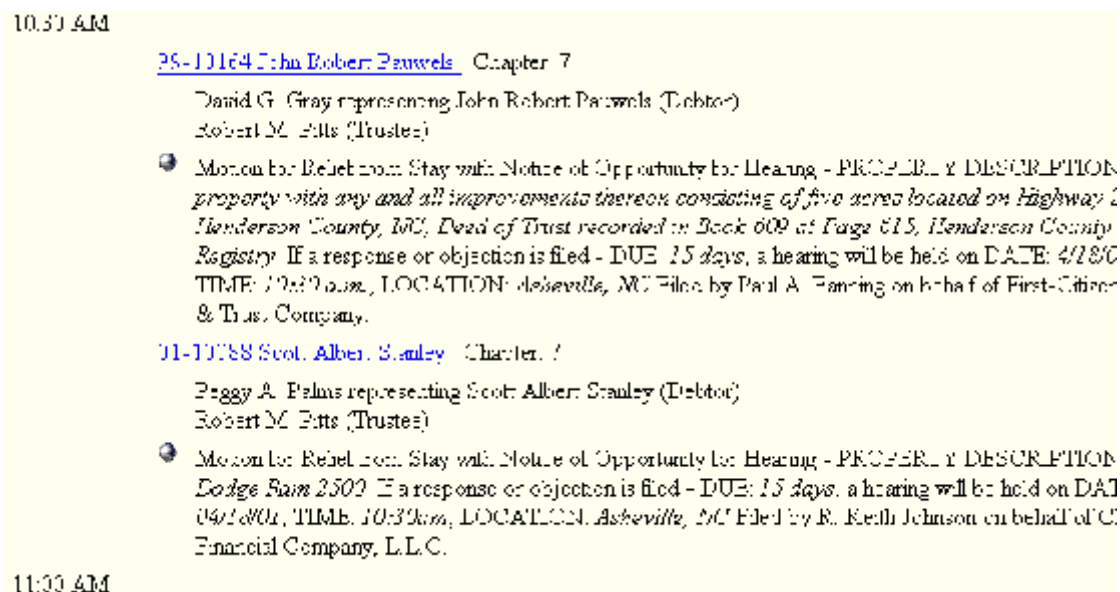 10:30 AM
John Robert Pauwels Chapter: 7
David G. Gray representing John Robert Pauwels (Debtor)
Robert M. Pitts (Trustee)
Motion for Relief from Stay with Notice of Opportunity for Hearing - PROPERTY DESCRIPTION
property with any and all improvements thereon consisting of five acres located on Highway
Henderson County, NC, Deed of Trust recorded in Book 609 at Page 615, Henderson County
Registry. If a response or objection is filed - DUE: 15 days, a hearing will be held on DATE: 4/18/0
TIME: 10:30 a.m., LOCATION: Asheville, NC Filed by Paul A. Fanning on behalf of First-Citizen
& Trust Company.
Scott Albert Stanley Chapter: 7
Peggy A. Palms representing Scott Albert Stanley (Debtor)
Robert M. Pitts (Trustee)
Motion for Relief from Stay with Notice of Opportunity for Hearing - PROPERTY DESCRIPTION
Dodge Ram 2500. If a response or objection is filed - DUE: 15 days, a hearing will be held on DAT
04/18/01, TIME: 10:30am, LOCATION: Asheville, NC Filed by R. Keith Johnson on behalf of
Financial Company, L.L.C.
11:00 AM